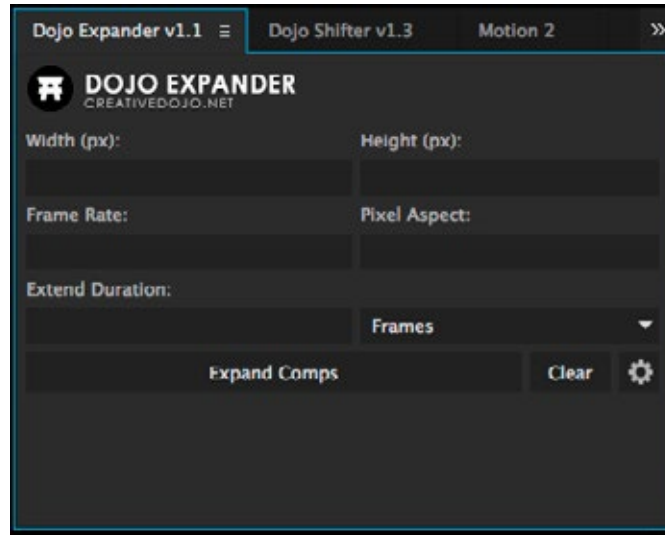 Dojo Expander v1.1 Dojo Shifter v1.3 Motion 2
DOJO EXPANDER
CREATIVEDOJO.NET
Width (px): Height (px):
Frame Rate: Pixel Aspect:
Extend Duration:
Frames
Expand Comps Clear